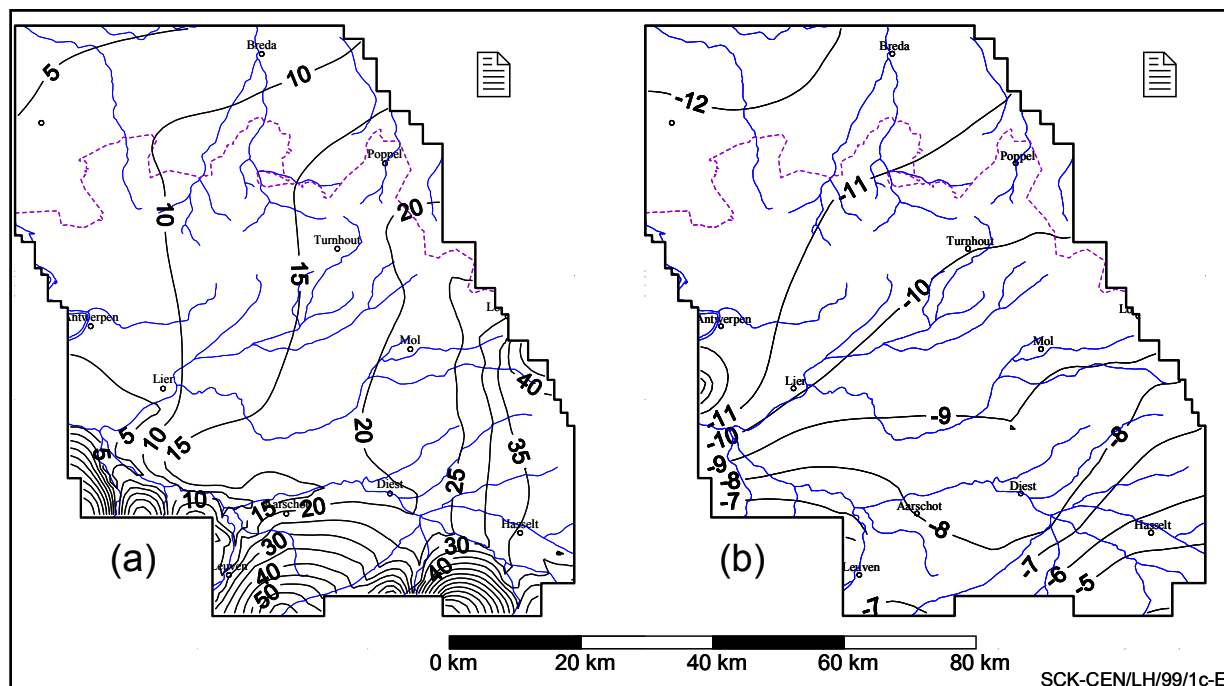 Breda
5
10
Poppel
10
20
Turnhout
15
Antwerpen
Mol
Lier
40
5
10
15
20
35
5
25
Diest
10
15
20
Aarschot
Hasselt
30
30
(a)
40
40
Leuven
50
Breda
-12
Poppel
-11
Turnhout
-10
Antwerpen
Mol
Lier
-11
-9
-10
-8
-9
-8
Diest
-7
Aarschot
-8
Hasselt
(b)
-7
-6
-5
Leuven
-7
0 km
20 km
40 km
60 km
80 km
SCK-CEN/LH/99/1c-E